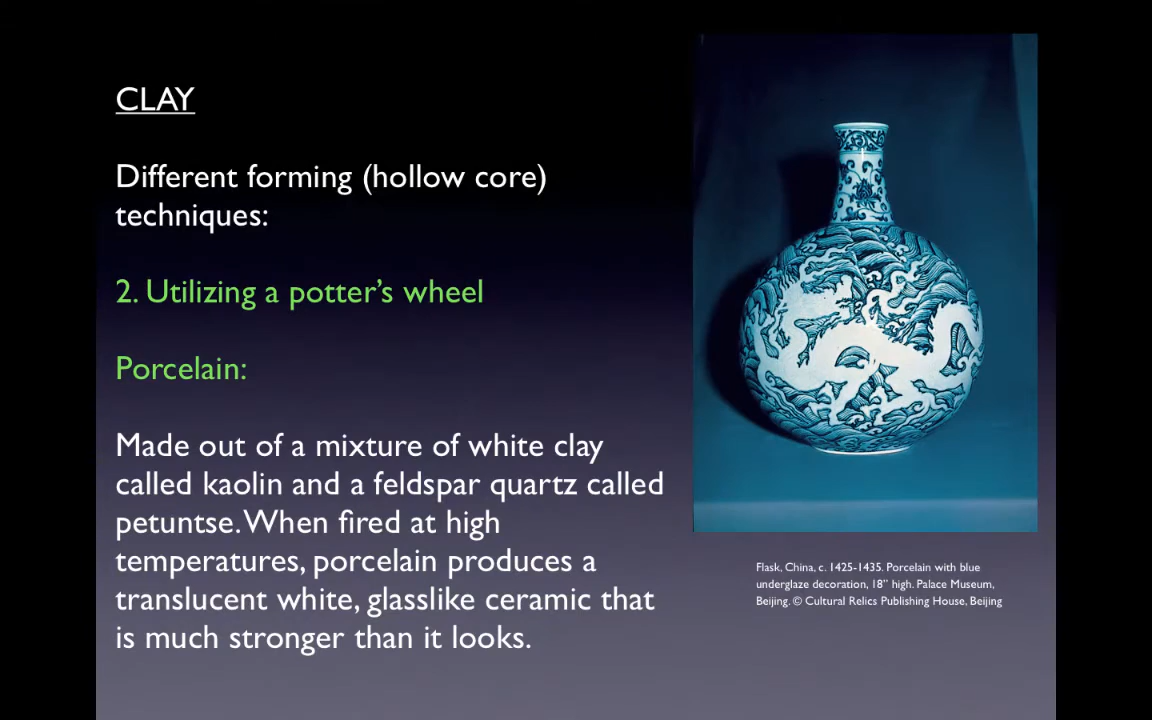 CLAY
Different forming (hollow core)
techniques:
2. Utilizing a potter’s wheel
Porcelain:
Made out of a mixture of white clay
called kaolin and a feldspar quartz called
petuntse. When fired at high
temperatures, porcelain produces a
translucent white, glasslike ceramic that
is much stronger than it looks.
Flask, China, c. 1425-1435. Porcelain with blue
underglaze decoration, 18” high. Palace Museum,
Beijing. © Cultural Relics Publishing House, Beijing